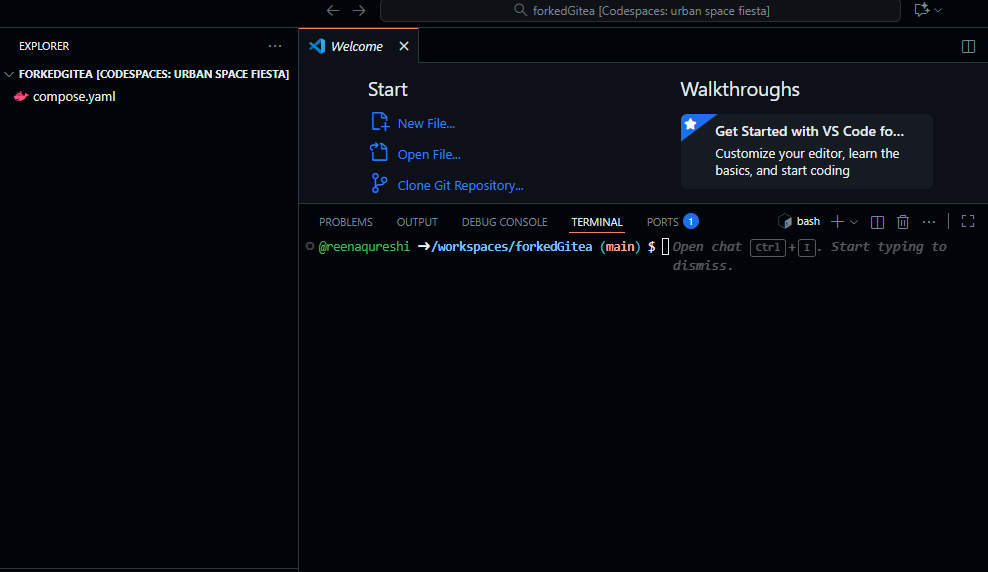 forkedGitea [Codespaces: urban space fiesta]
EXPLORER
FORKEDGITEA [CODESPACES: URBAN SPACE FIESTA]
compose.yaml
Welcome
Start
New File...
Open File...
Clone Git Repository...
Walkthroughs
Get Started with VS Code fo...
Customize your editor, learn the
basics, and start coding
PROBLEMS OUTPUT DEBUG CONSOLE TERMINAL PORTS 1 bash
@reenaqureshi ➜/workspaces/forkedGitea (main) $ Open chat Ctrl+I. Start typing to
dismiss.